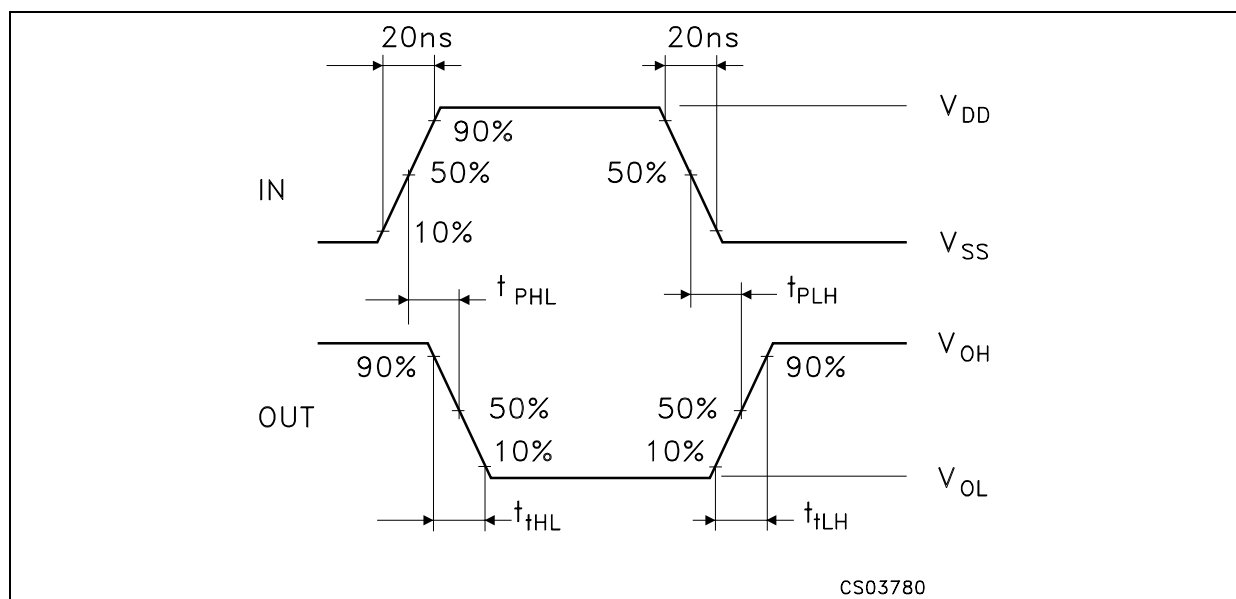 20ns 20ns
V DD
90%
50% 50%
IN
10%
V SS
t PHL t PLH
V OH
90% 90%
50% 50%
OUT
10% 10%
V OL
t tHL t tLH
CS03780